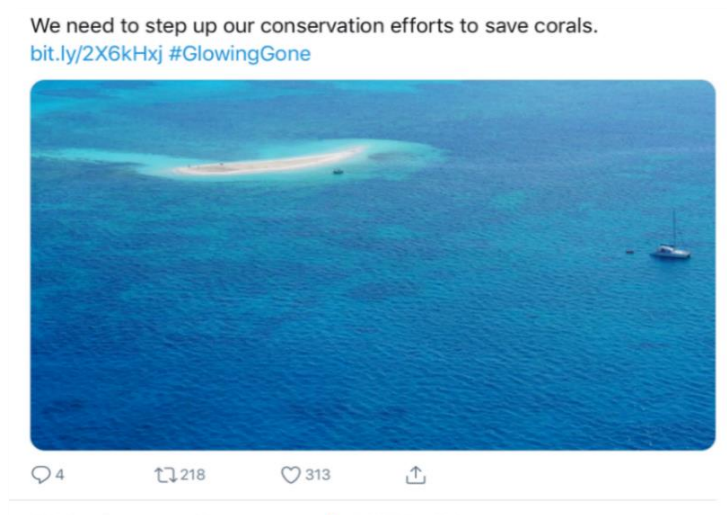 We need to step up our conservation efforts to save corals.
bit.ly/2X6kHxj #GlowingGone
4 218 313